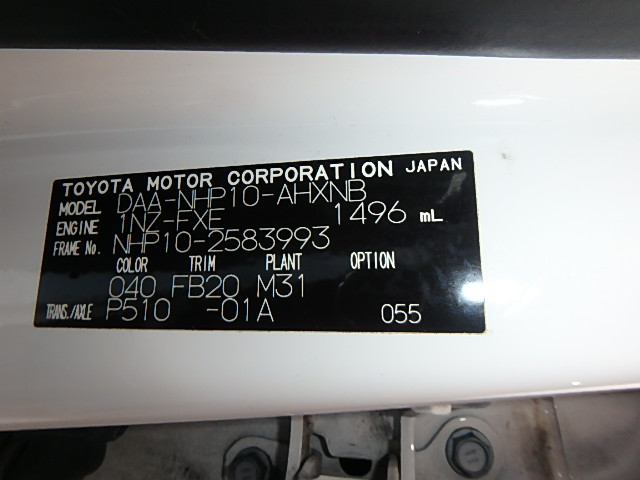 TOYOTA MOTOR CORPORATION JAPAN
MODEL DAA-NHP10-AHXNB
ENGINE 1NZ-FXE 1496 mL
FRAME No. NHP10-2583993
COLOR TRIM PLANT OPTION
040 FB20 M31
TRANS./AXLE P510 -01A 055